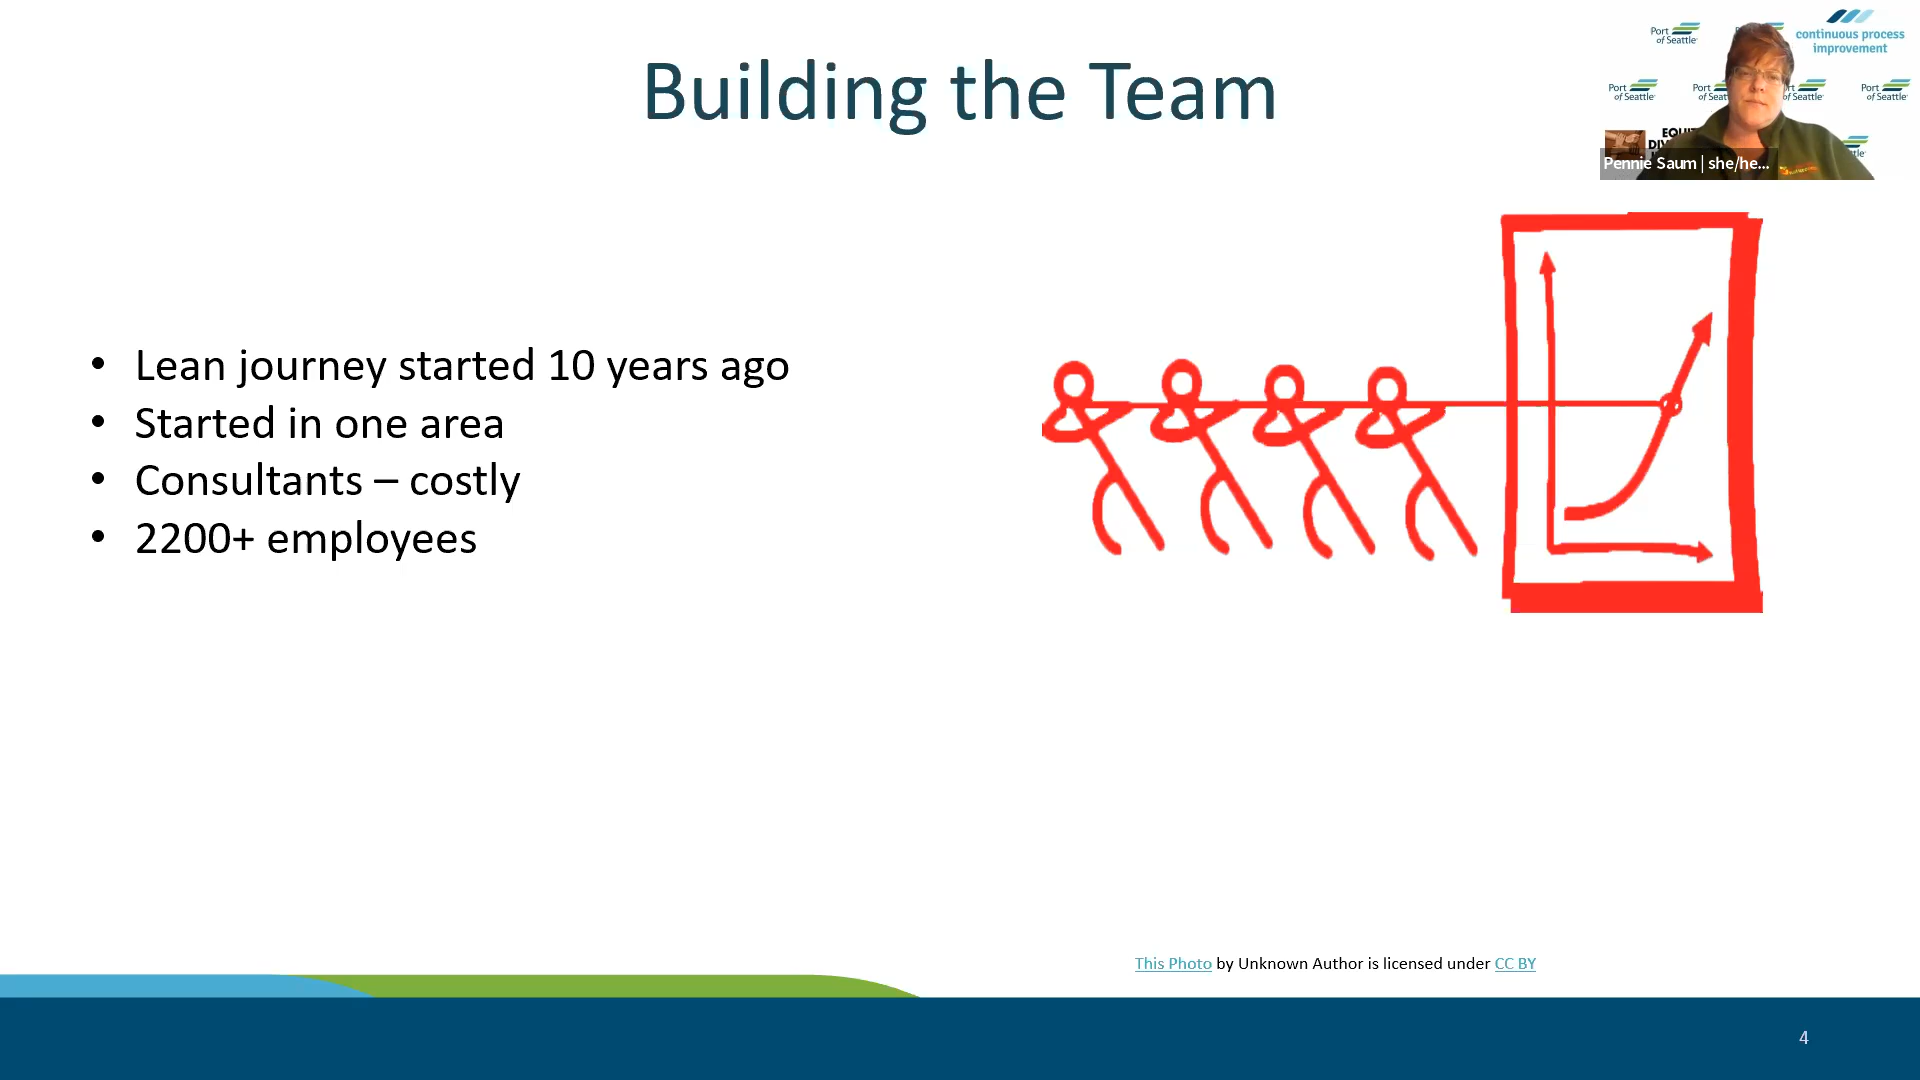 Building the Team
Port
of Seattle
continuous process
improvement
Port
of Seattle
Port
of Seattle
Port
of Seattle
Pennie Saum | she/he...
• Lean journey started 10 years ago
• Started in one area
• Consultants – costly
• 2200+ employees
This Photo by Unknown Author is licensed under CC BY
4